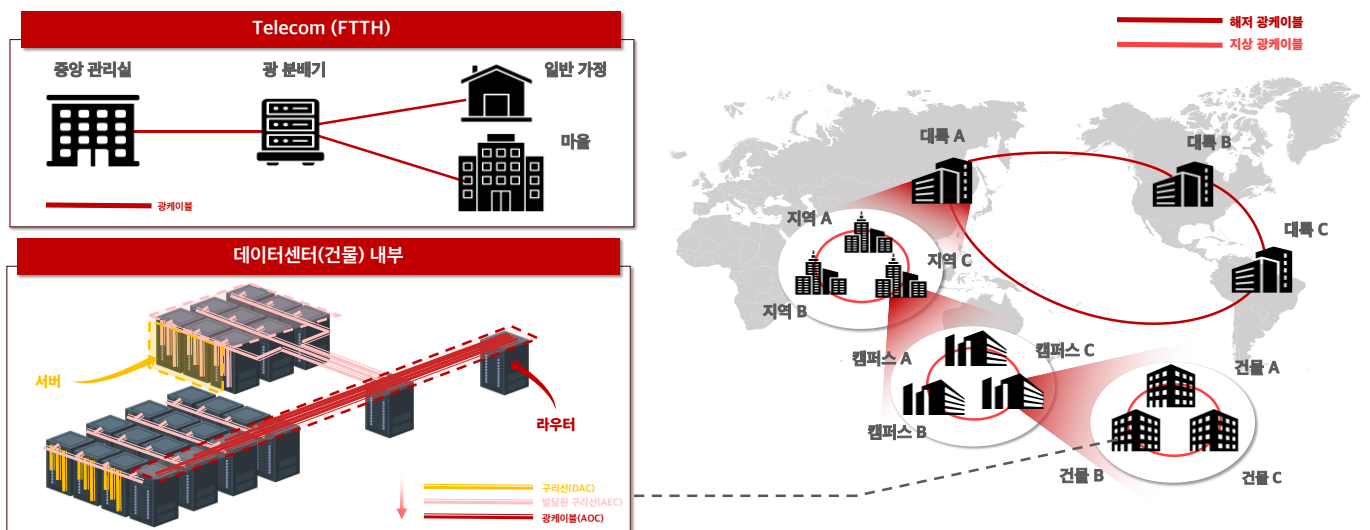 Telecom (FTTH)
중앙 관리실
광 분배기
일반 가정
마을
광케이블
데이터센터(건물) 내부
서버
라우터
구리선(DAC)
발달된 구리선(AEC)
광케이블(AOC)
해저 광케이블
지상 광케이블
대륙 A
대륙 B
대륙 C
지역 A
지역 C
지역 B
캠퍼스 A
캠퍼스 C
캠퍼스 B
건물 A
건물 B
건물 C